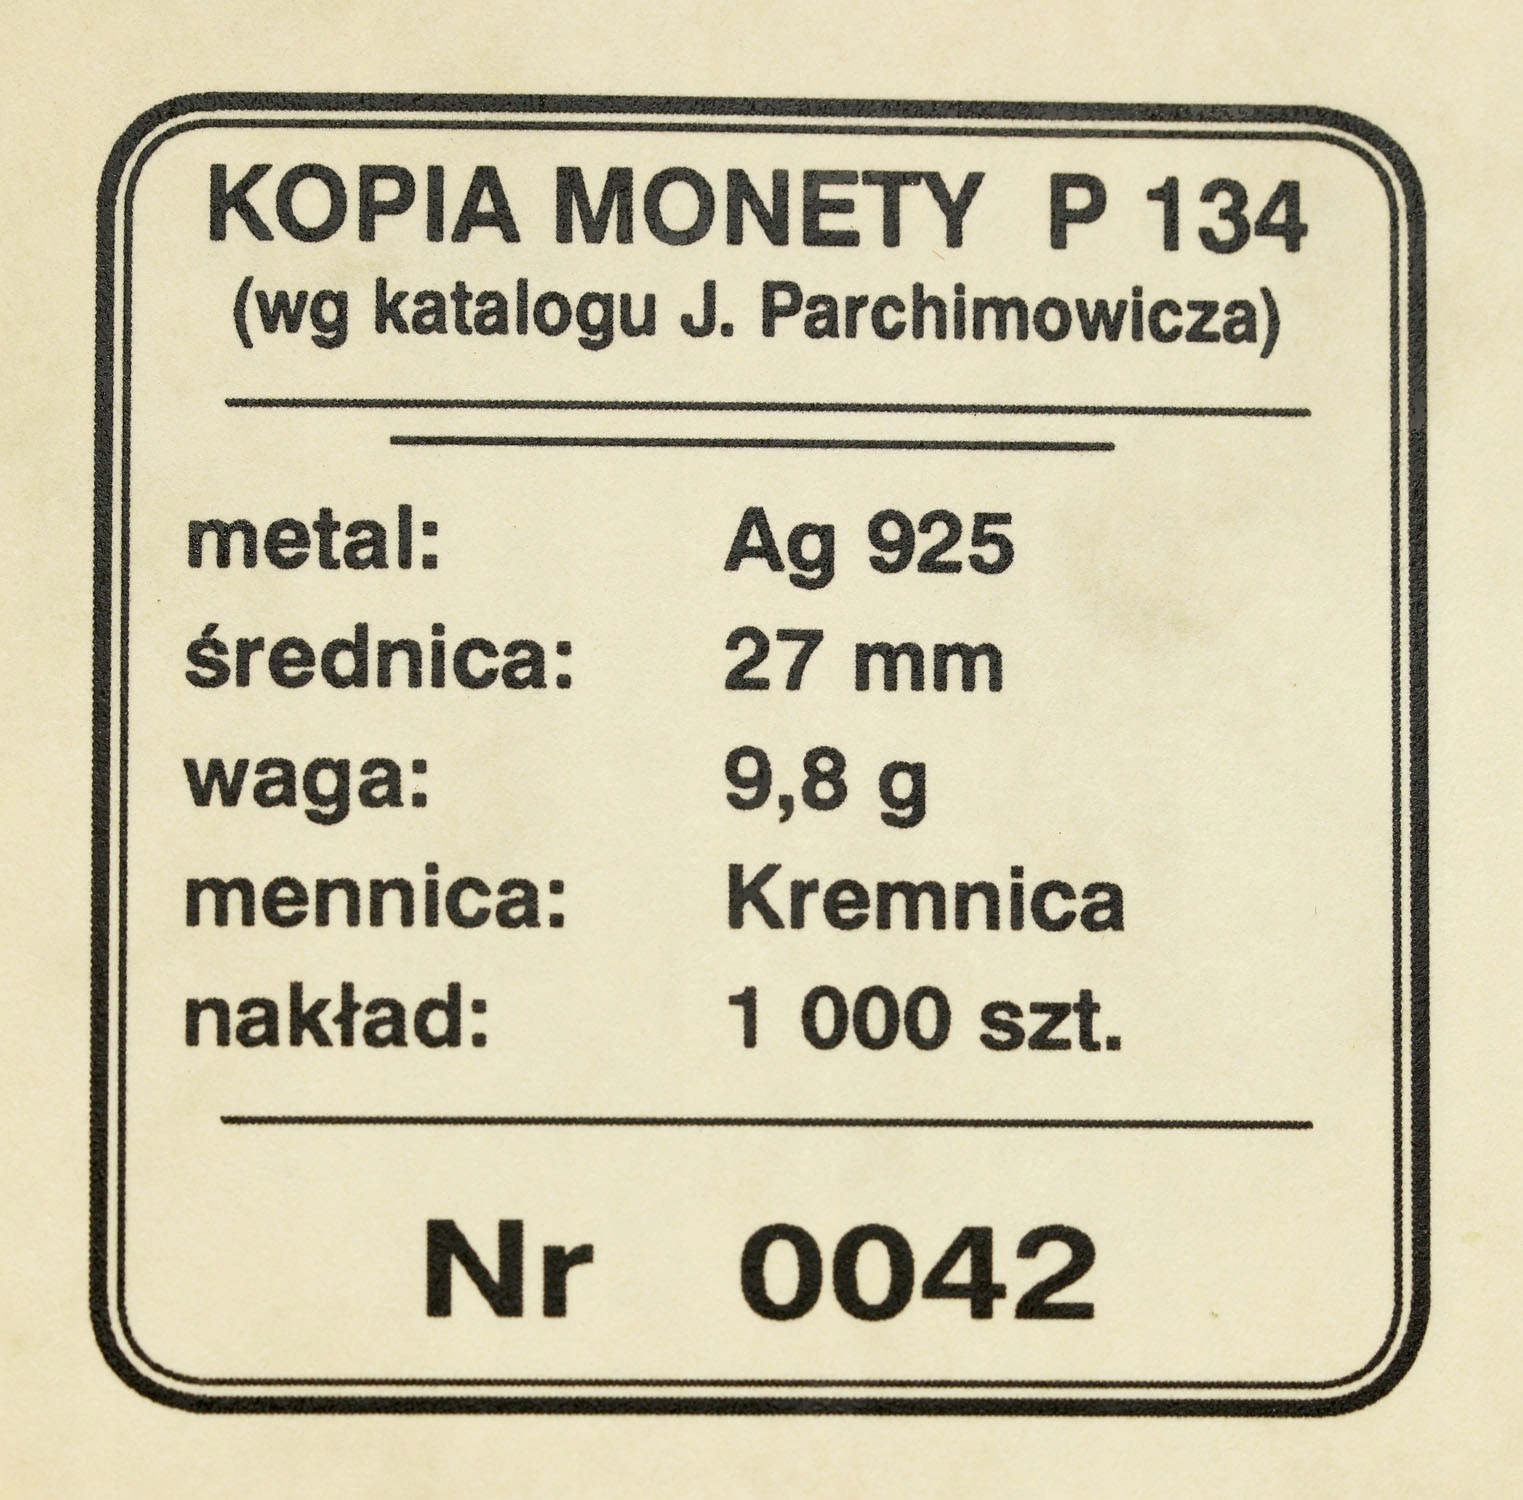 KOPIA MONETY P 134
(wg katalogu J. Parchimowicza)
metal: Ag 925
średnica: 27 mm
waga: 9,8 g
mennica: Kremnica
nakład: 1 000 szt.
Nr 0042